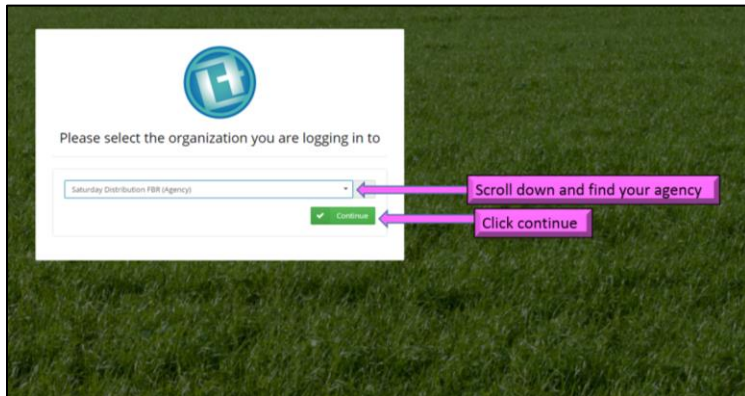 Please select the organization you are logging in to
Saturday Distribution FBR (Agency)
Scroll down and find your agency
Continue
Click continue